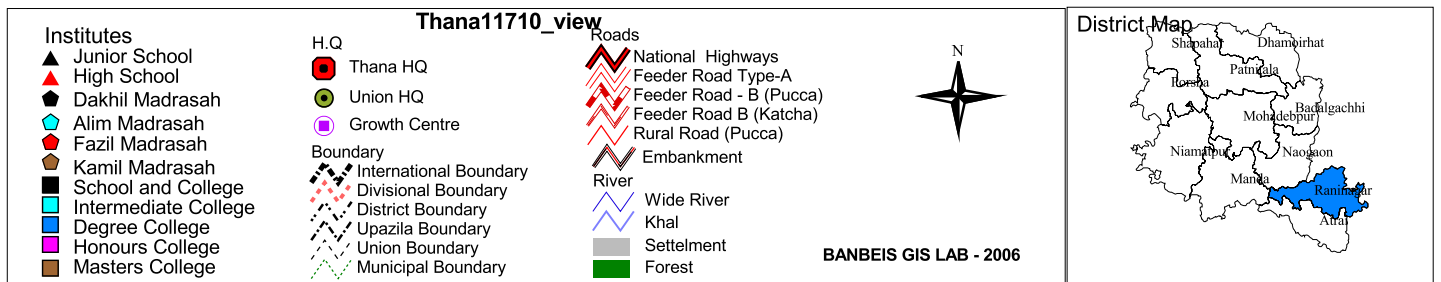 Thana11710_view
Institutes
Junior School
High School
Dakhil Madrasah
Alim Madrasah
Fazil Madrasah
Kamil Madrasah
School and College
Intermediate College
Degree College
Honours College
Masters College
H.Q
Thana HQ
Union HQ
Growth Centre
Boundary
International Boundary
Divisional Boundary
District Boundary
Upazila Boundary
Union Boundary
Municipal Boundary
Roads
National Highways
Feeder Road Type-A
Feeder Road - B (Pucca)
Feeder Road B (Katcha)
Rural Road (Pucca)
Embankment
River
Wide River
Khal
Settelment
Forest
N
BANBEIS GIS LAB - 2006
District Map
Shapahar
Dhamoirhat
Patnitala
Porsha
Badalgachhi
Mohadebpur
Niamatpur
Naogaon
Manda
Raninagar
Atrai